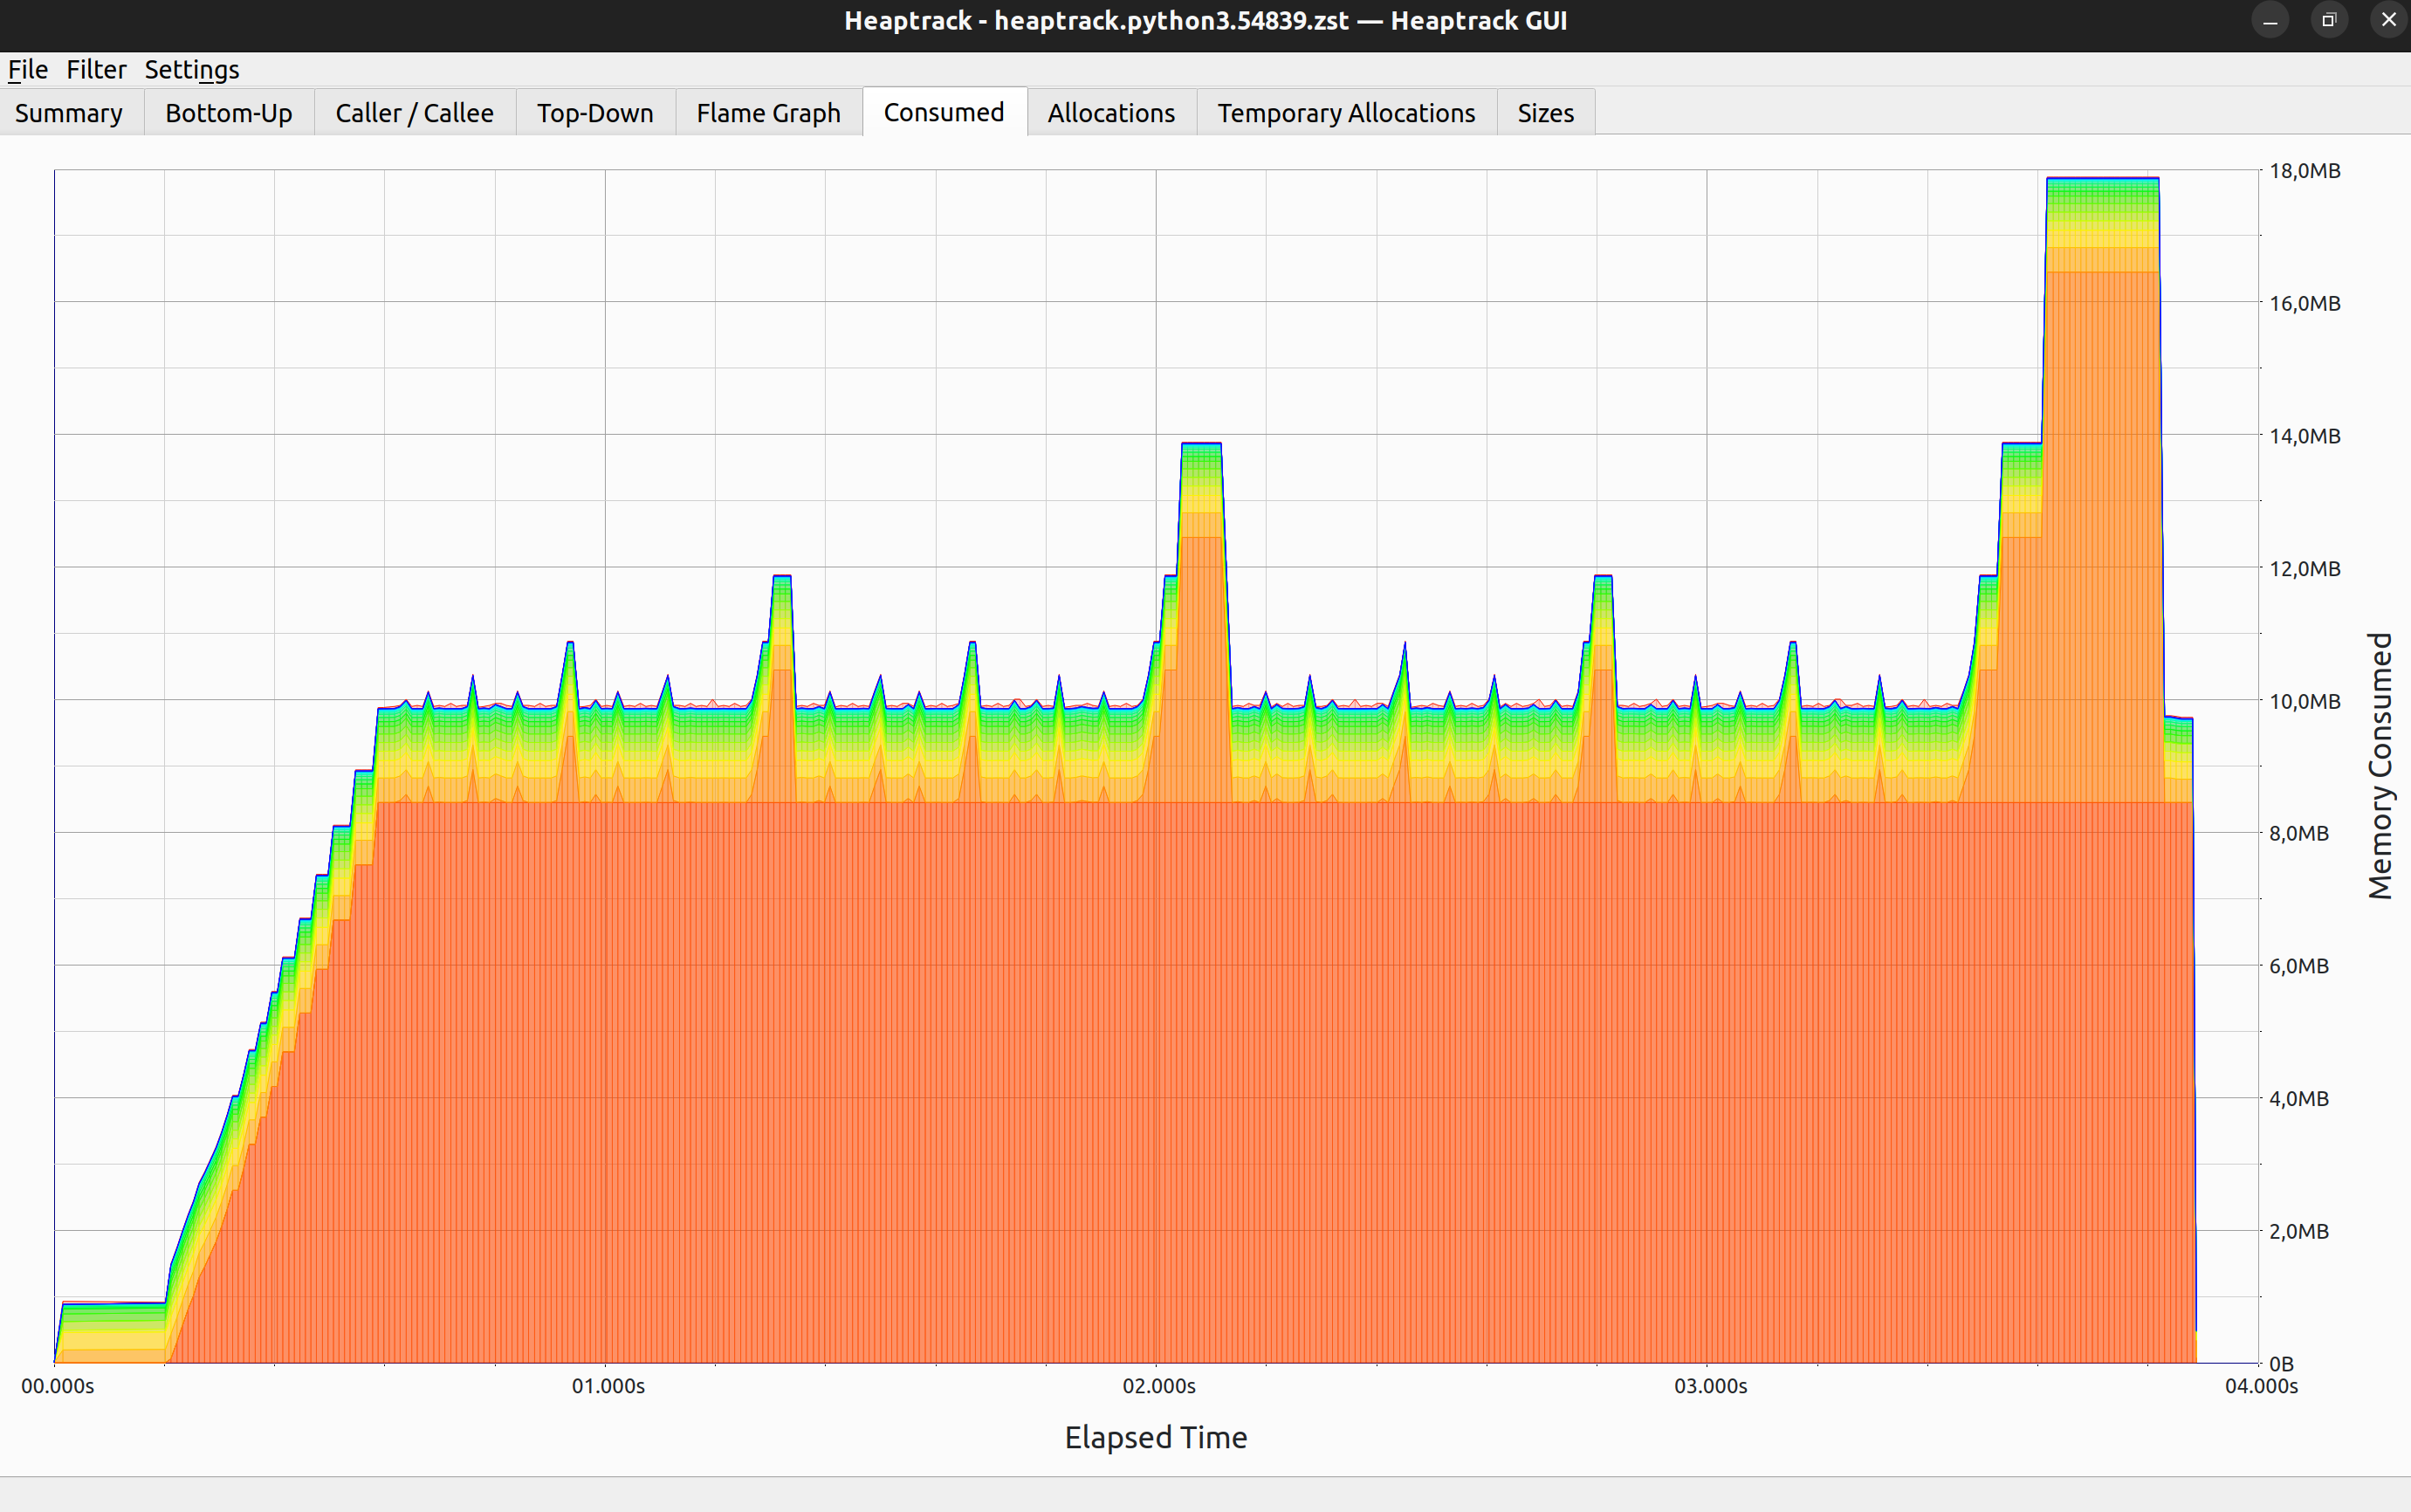 Heaptrack - heaptrack.python3.54839.zst — Heaptrack GUI
File Filter Settings
Summary Bottom-Up Caller / Callee Top-Down Flame Graph Consumed Allocations Temporary Allocations Sizes
18,0MB
16,0MB
14,0MB
12,0MB
10,0MB
8,0MB
6,0MB
4,0MB
2,0MB
0B
Memory Consumed
00.000s 01.000s 02.000s 03.000s 04.000s
Elapsed Time